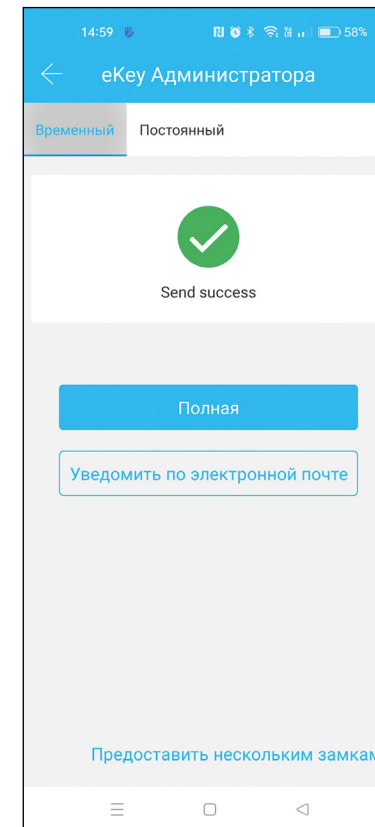 14:59 58%
eKey Администратора
Временный Постоянный
Send success
Полная
Уведомить по электронной почте
Предоставить нескольким замкам